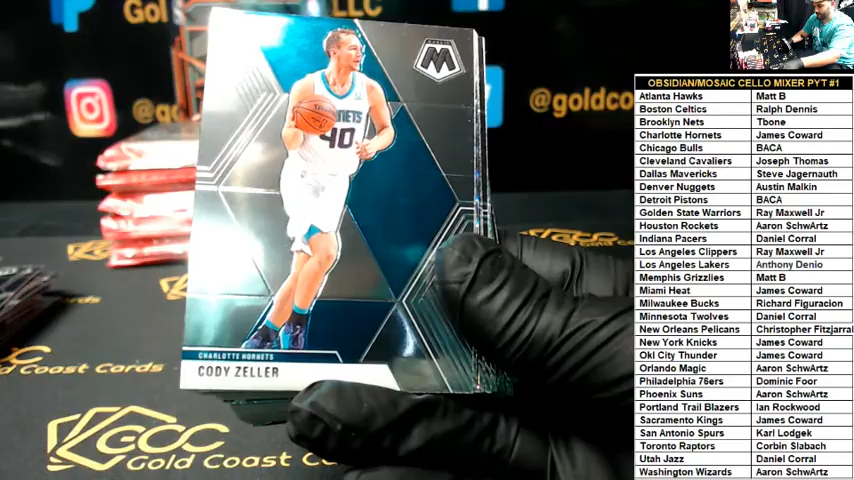 Gold
LLC
@goldco
MOSAIC
M
HORNETS
40
CHARLOTTE HORNETS
CODY ZELLER
Gold Coast Cards
GCC
Gold Coast Ca
OBSIDIAN/MOSAIC CELLO MIXER PYT #1
Atlanta Hawks Matt B
Boston Celtics Ralph Dennis
Brooklyn Nets Tbone
Charlotte Hornets James Coward
Chicago Bulls BACA
Cleveland Cavaliers Joseph Thomas
Dallas Mavericks Steve Jagernauth
Denver Nuggets Austin Malkin
Detroit Pistons BACA
Golden State Warriors Ray Maxwell Jr
Houston Rockets Aaron SchwArtz
Indiana Pacers Daniel Corral
Los Angeles Clippers Ray Maxwell Jr
Los Angeles Lakers Anthony Denio
Memphis Grizzlies Matt B
Miami Heat James Coward
Milwaukee Bucks Richard Figuracion
Minnesota Twolves Daniel Corral
New Orleans Pelicans Christopher Fitzjarral
New York Knicks James Coward
Okl City Thunder James Coward
Orlando Magic Aaron SchwArtz
Philadelphia 76ers Dominic Foor
Phoenix Suns Aaron SchwArtz
Portland Trail Blazers Ian Rockwood
Sacramento Kings James Coward
San Antonio Spurs Karl Lodgek
Toronto Raptors Corbin Slabach
Utah Jazz Daniel Corral
Washington Wizards Aaron SchwArtz